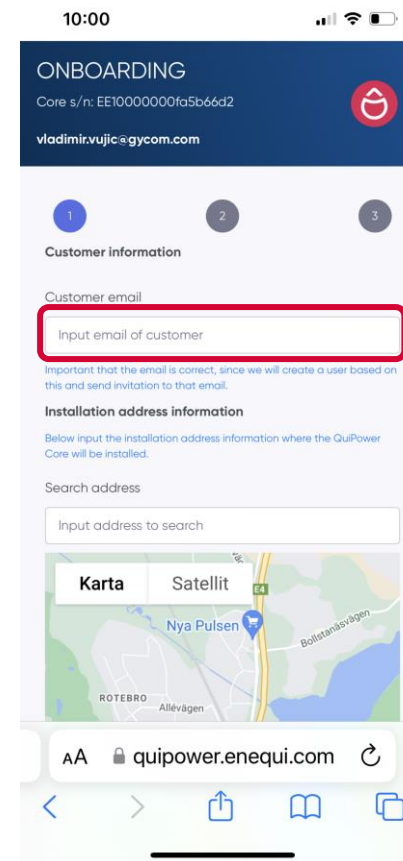 10:00
ONBOARDING
Core s/n: EE10000000fa5b66d2
vladimir.vujic@gycom.com
1
2
3
Customer information
Customer email
Input email of customer
Important that the email is correct, since we will create a user based on
this and send invitation to that email.
Installation address information
Below input the installation address information where the QuiPower
Core will be installed.
Search address
Input address to search
Karta
Satellit
E4
Nya Pulsen
Bollstanäsvägen
ROTEBRO
Allévägen
AA
quipower.enequi.com